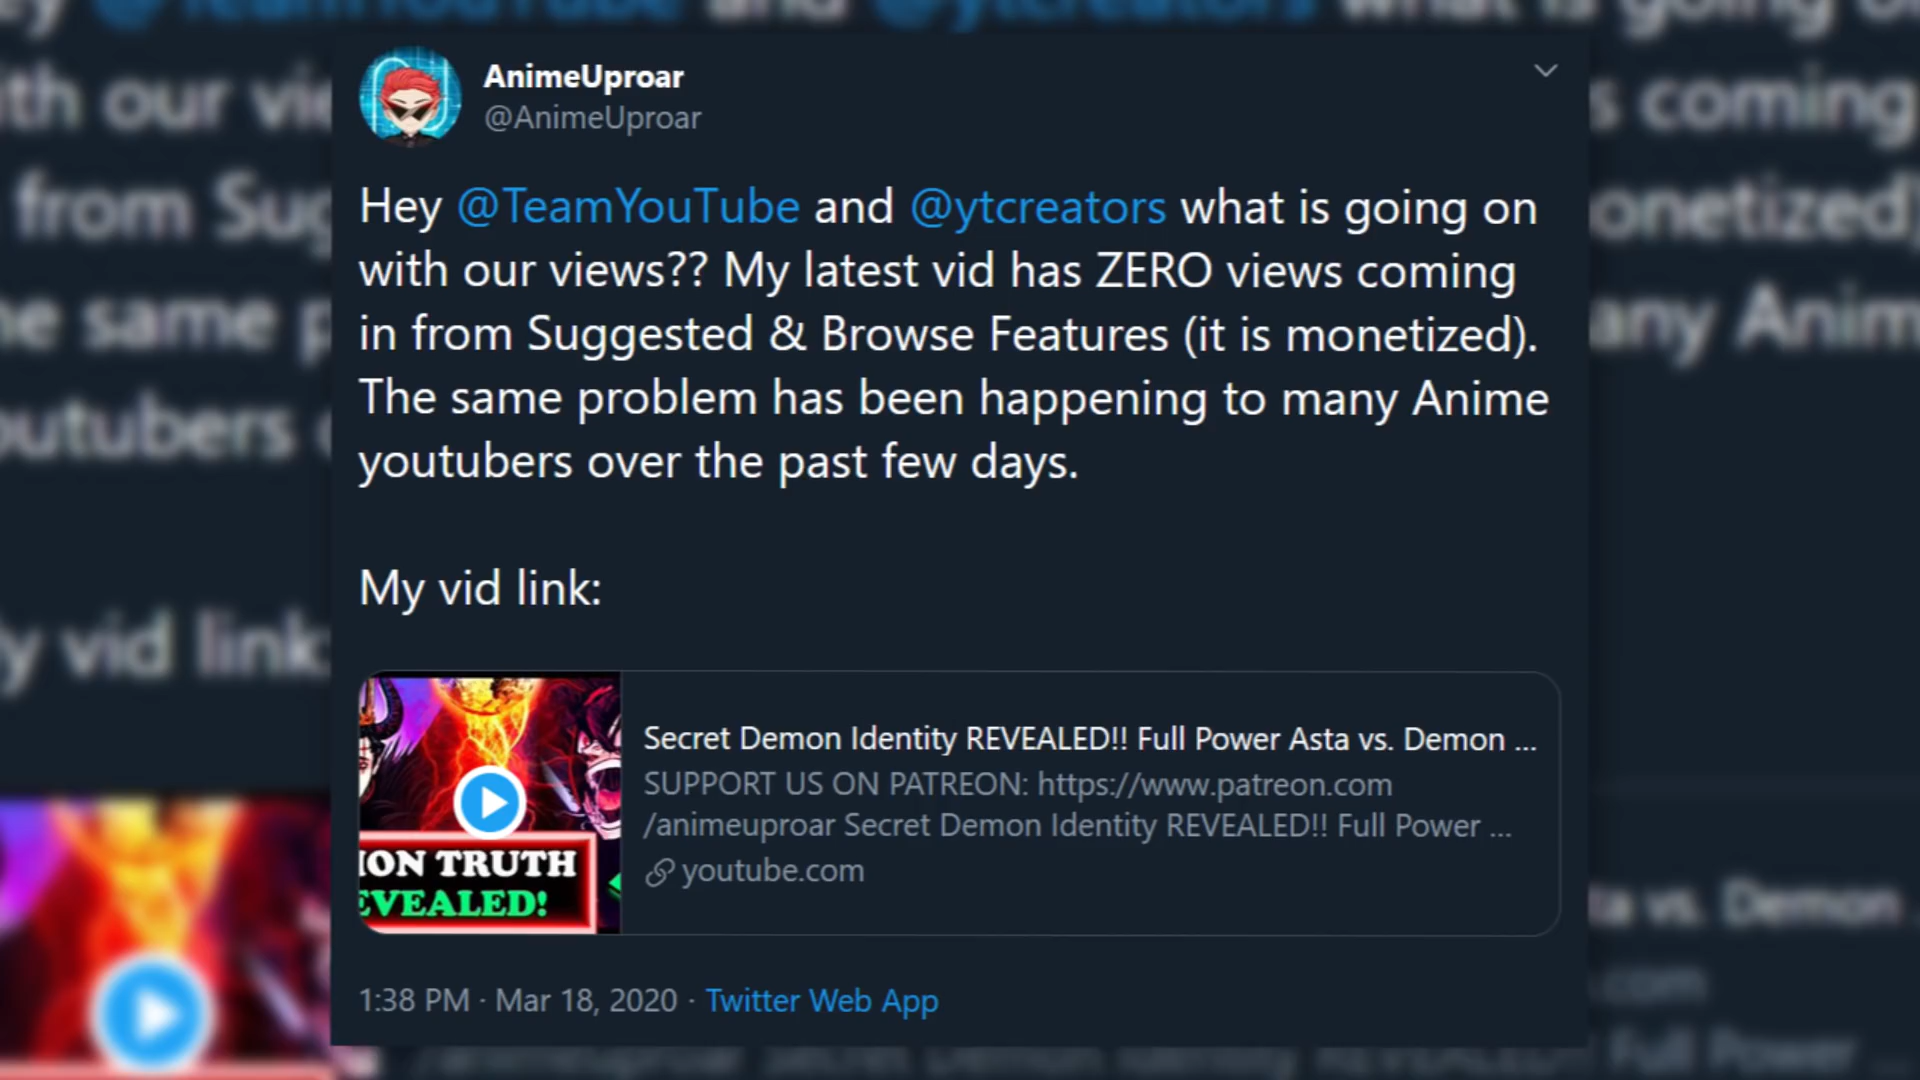 AnimeUproar
@AnimeUproar
Hey @TeamYouTube and @ytcreators what is going on
with our views?? My latest vid has ZERO views coming
in from Suggested & Browse Features (it is monetized).
The same problem has been happening to many Anime
youtubers over the past few days.
My vid link:
ION TRUTH
EVEALED!
Secret Demon Identity REVEALED!! Full Power Asta vs. Demon ...
SUPPORT US ON PATREON: https://www.patreon.com
/animeuproar Secret Demon Identity REVEALED!! Full Power ...
youtube.com
1:38 PM · Mar 18, 2020 · Twitter Web App